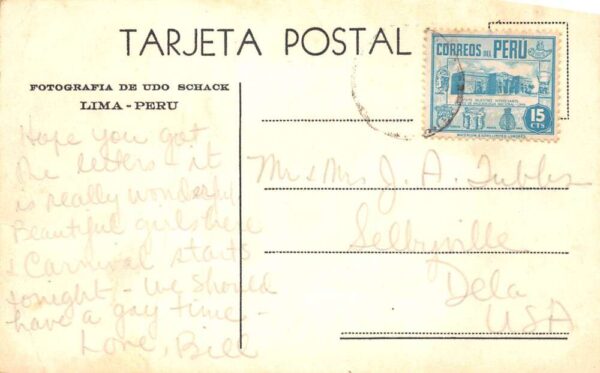 TARJETA POSTAL
FOTOGRAFIA DE UDO SCHACK
LIMA - PERU
CORREOS DEL PERU
15
CTS
Hope you got
the letters it
is really wonderful
Beautiful girls here
& Carnival starts
tonight - we should
have a gay time -
Love, Bill
Mr & Mrs J. A. Tubbs
Selbyville
Dela
USA